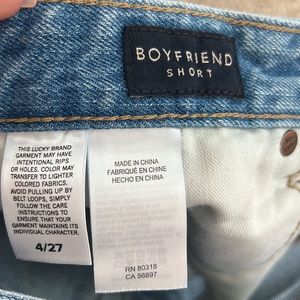 BOYFRIEND
SHORT
THIS LUCKY BRAND
GARMENT MAY HAVE
INTENTIONAL RIPS
OR HOLES. COLOR MAY
TRANSFER TO LIGHTER
COLORED FABRICS.
AVOID PULLING UP BY
BELT LOOPS, SIMPLY
FOLLOW THE CARE
INSTRUCTIONS TO
ENSURE THAT YOUR
GARMENT MAINTAINS ITS
INDIVIDUAL CHARACTER.
4/27
MADE IN CHINA
FABRIQUÉ EN CHINE
HECHO EN CHINA
RN 80318
CA 56897